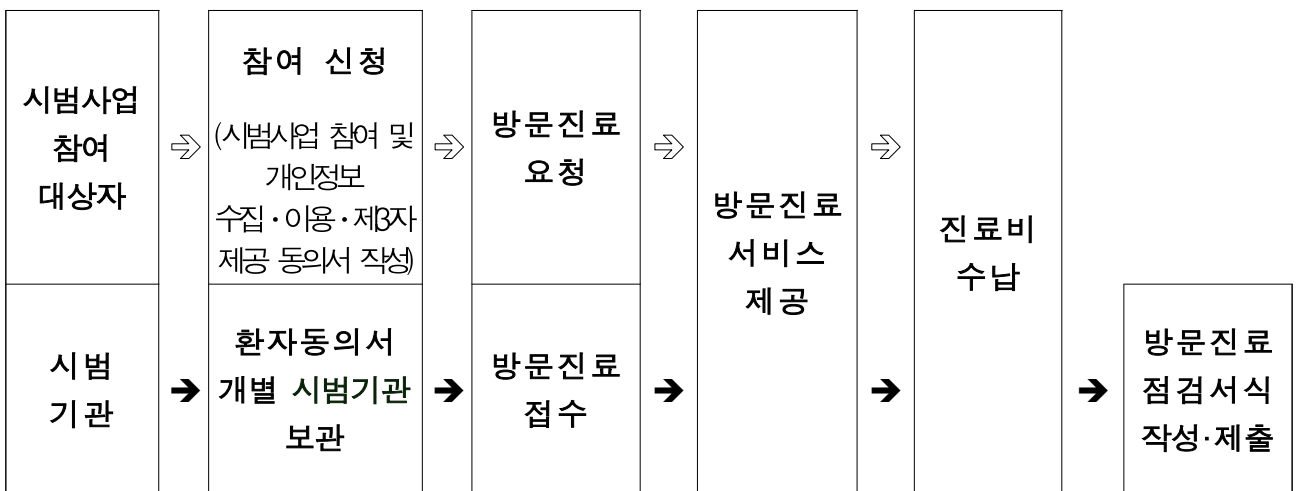 시범사업
참여
대상자
⇨
참여 신청
(시범사업 참여 및
개인정보
수집·이용·제3자
제공 동의서 작성)
⇨
방문진료
요청
⇨
방문진료
서비스
제공
⇨
진료비
수납
시범
기관
➔
환자동의서
개별 시범기관
보관
➔
방문진료
접수
➔
➔
➔
방문진료
점검서식
작성·제출